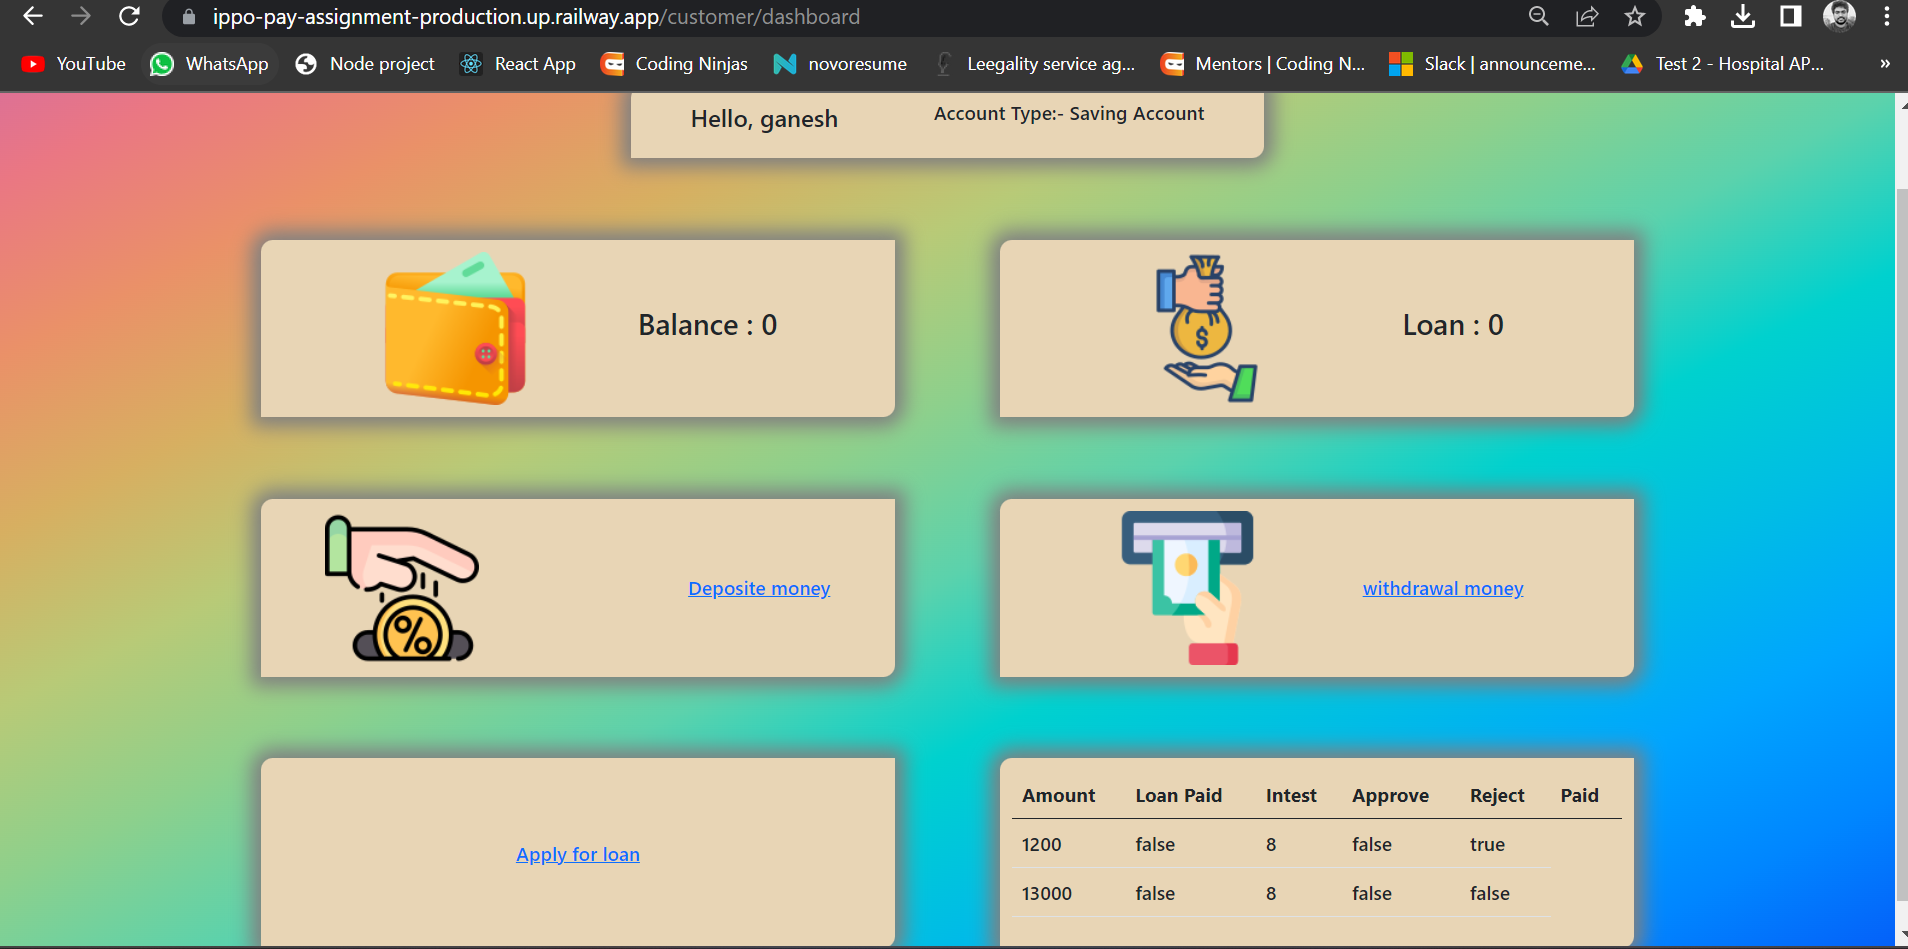 ippo-pay-assignment-production.up.railway.app/customer/dashboard
YouTube WhatsApp Node project React App Coding Ninjas novoresume Leegality service ag... Mentors | Coding N... Slack | announceme... Test 2 - Hospital AP... »
Hello, ganesh
Account Type:- Saving Account
Balance : 0
$
Loan : 0
%
Deposite money
withdrawal money
Apply for loan
Amount Loan Paid Intest Approve Reject Paid
1200 false 8 false true
13000 false 8 false false